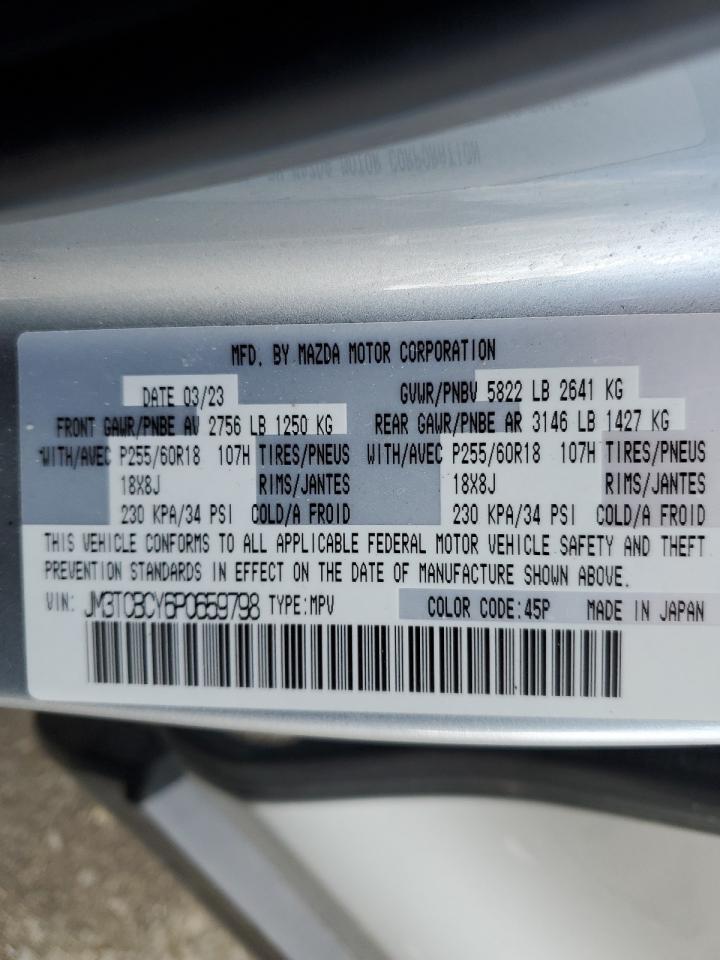 MAZDA MOTOR CORPORATION
MFD. BY MAZDA MOTOR CORPORATION
DATE 03/23 GVWR/PNBV 5822 LB 2641 KG
FRONT GAWR/PNBE AV 2756 LB 1250 KG REAR GAWR/PNBE AR 3146 LB 1427 KG
WITH/AVEC P255/60R18 107H TIRES/PNEUS WITH/AVEC P255/60R18 107H TIRES/PNEUS
18X8J RIMS/JANTES 18X8J RIMS/JANTES
230 KPA/34 PSI COLD/A FROID 230 KPA/34 PSI COLD/A FROID
THIS VEHICLE CONFORMS TO ALL APPLICABLE FEDERAL MOTOR VEHICLE SAFETY AND THEFT
PREVENTION STANDARDS IN EFFECT ON THE DATE OF MANUFACTURE SHOWN ABOVE.
VIN: JM3TCBCY6P0659798 TYPE:MPV COLOR CODE:45P MADE IN JAPAN